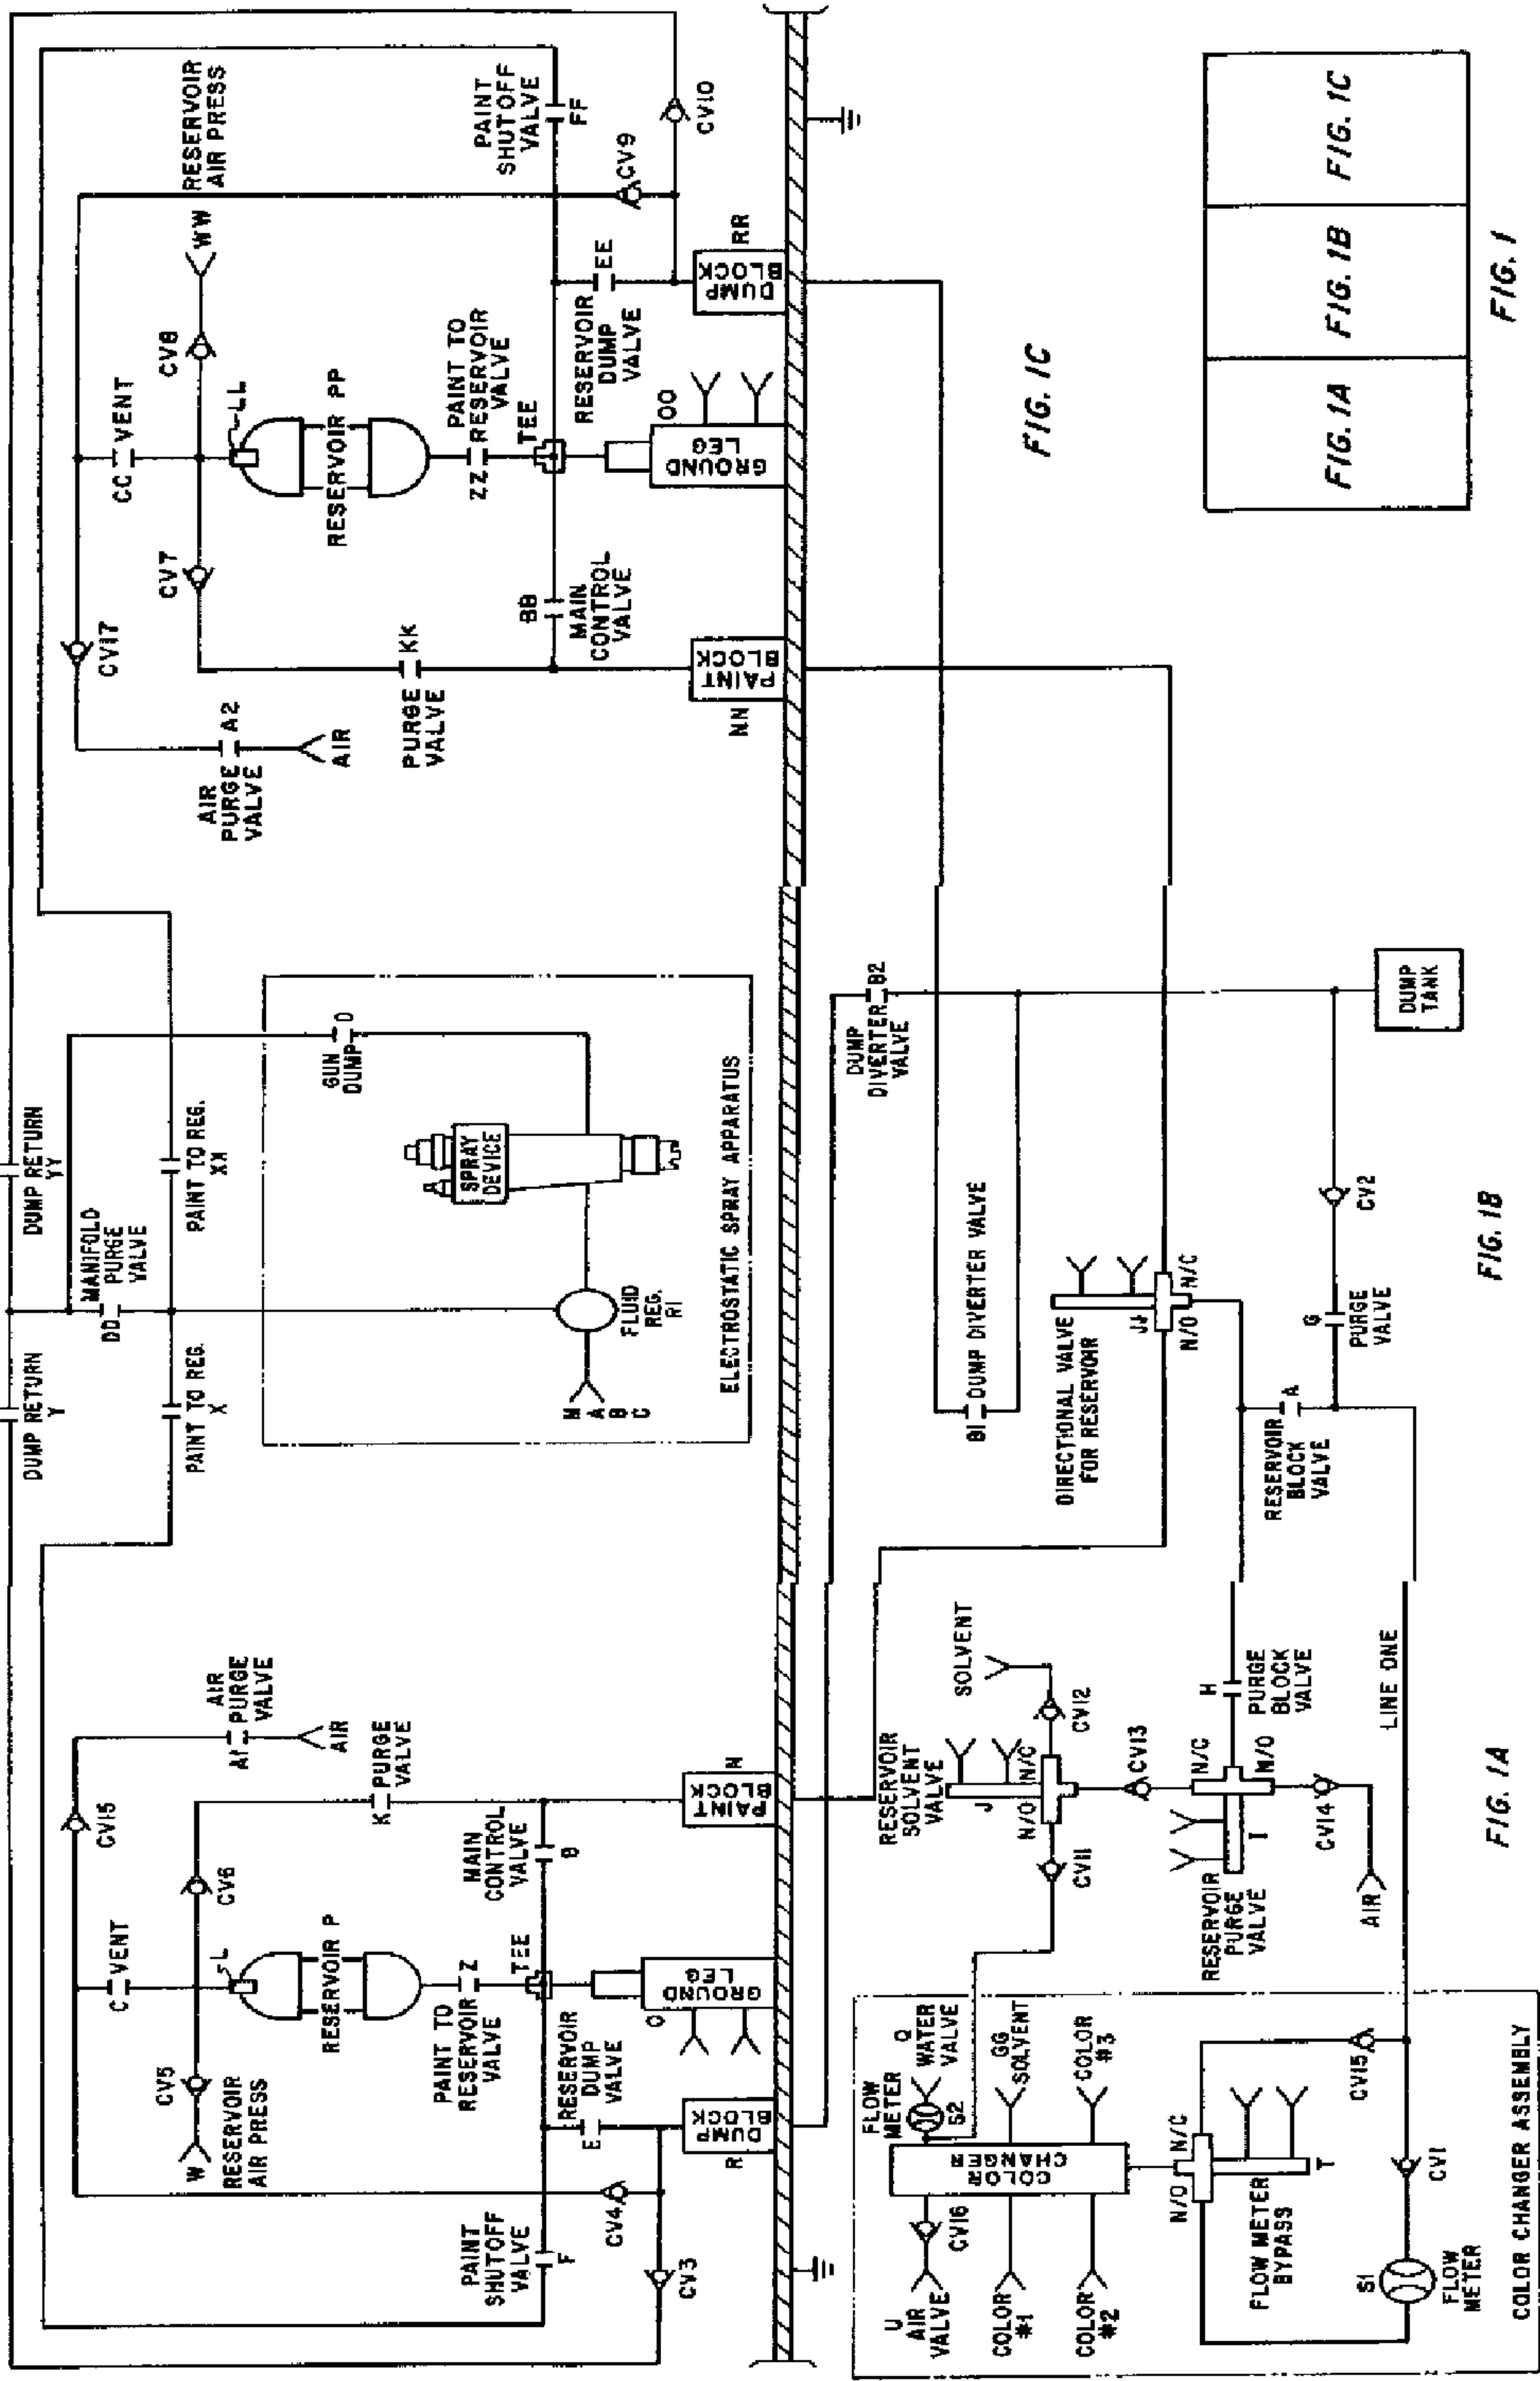 DUMP RETURN
Y
DUMP RETURN
YY
MANIFOLD
PURGE
VALVE
DD
PAINT TO REG.
X
PAINT TO REG.
XX
CV15
AIR
PURGE
VALVE
A1
AIR
C
VENT
CV5
CV6
W
RESERVOIR
AIR PRESS
L
RESERVOIR P
K
PURGE
VALVE
PAINT TO
RESERVOIR
VALVE
Z
TEE
MAIN
CONTROL
VALVE
B
PAINT
SHUTOFF
VALVE
F
RESERVOIR
DUMP
VALVE
E
CV4
CV3
R
DUMP
BLOCK
O
GROUND
LEG
PAINT
BLOCK
N
GUN
DUMP
D
SPRAY
DEVICE
FLUID
REG.
R1
M
A
B
C
ELECTROSTATIC SPRAY APPARATUS
CV17
AIR
PURGE
VALVE
A2
AIR
CC
VENT
CV7
CV8
WW
RESERVOIR
AIR PRESS
LL
RESERVOIR PP
PURGE
VALVE
KK
ZZ
PAINT TO
RESERVOIR
VALVE
TEE
BB
MAIN
CONTROL
VALVE
PAINT
SHUTOFF
VALVE
FF
RESERVOIR
DUMP
VALVE
EE
CV9
CV10
NN
PAINT
BLOCK
GROUND
LEG
OO
DUMP
BLOCK
RR
U
AIR
VALVE
CV16
FLOW
METER
S2
Q
WATER
VALVE
COLOR
CHANGER
GG
SOLVENT
COLOR
#1
COLOR
#2
COLOR
#3
N/O
N/C
FLOW METER
BYPASS
T
S1
FLOW
METER
CV1
CV15
COLOR CHANGER ASSEMBLY
RESERVOIR
SOLVENT
VALVE
J
SOLVENT
CV12
N/O
N/C
CV11
CV13
RESERVOIR
PURGE
VALVE
I
N/C
N/O
CV14
AIR
H
PURGE
BLOCK
VALVE
LINE ONE
FIG. 1A
DUMP
DIVERTER
VALVE
B2
B1
DUMP DIVERTER VALVE
DIRECTIONAL VALVE
FOR RESERVOIR
JJ
N/O
N/C
RESERVOIR
BLOCK
VALVE
A
G
PURGE
VALVE
CV2
DUMP
TANK
FIG. 1B
FIG. 1C
FIG. 1A
FIG. 1B
FIG. 1C
FIG. 1